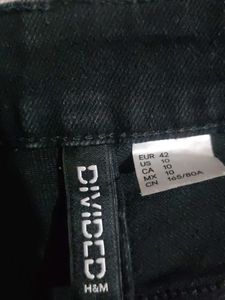 DIVIDED
H&M
EUR 42
US 10
CA 10
MX 10
CN 165/80A